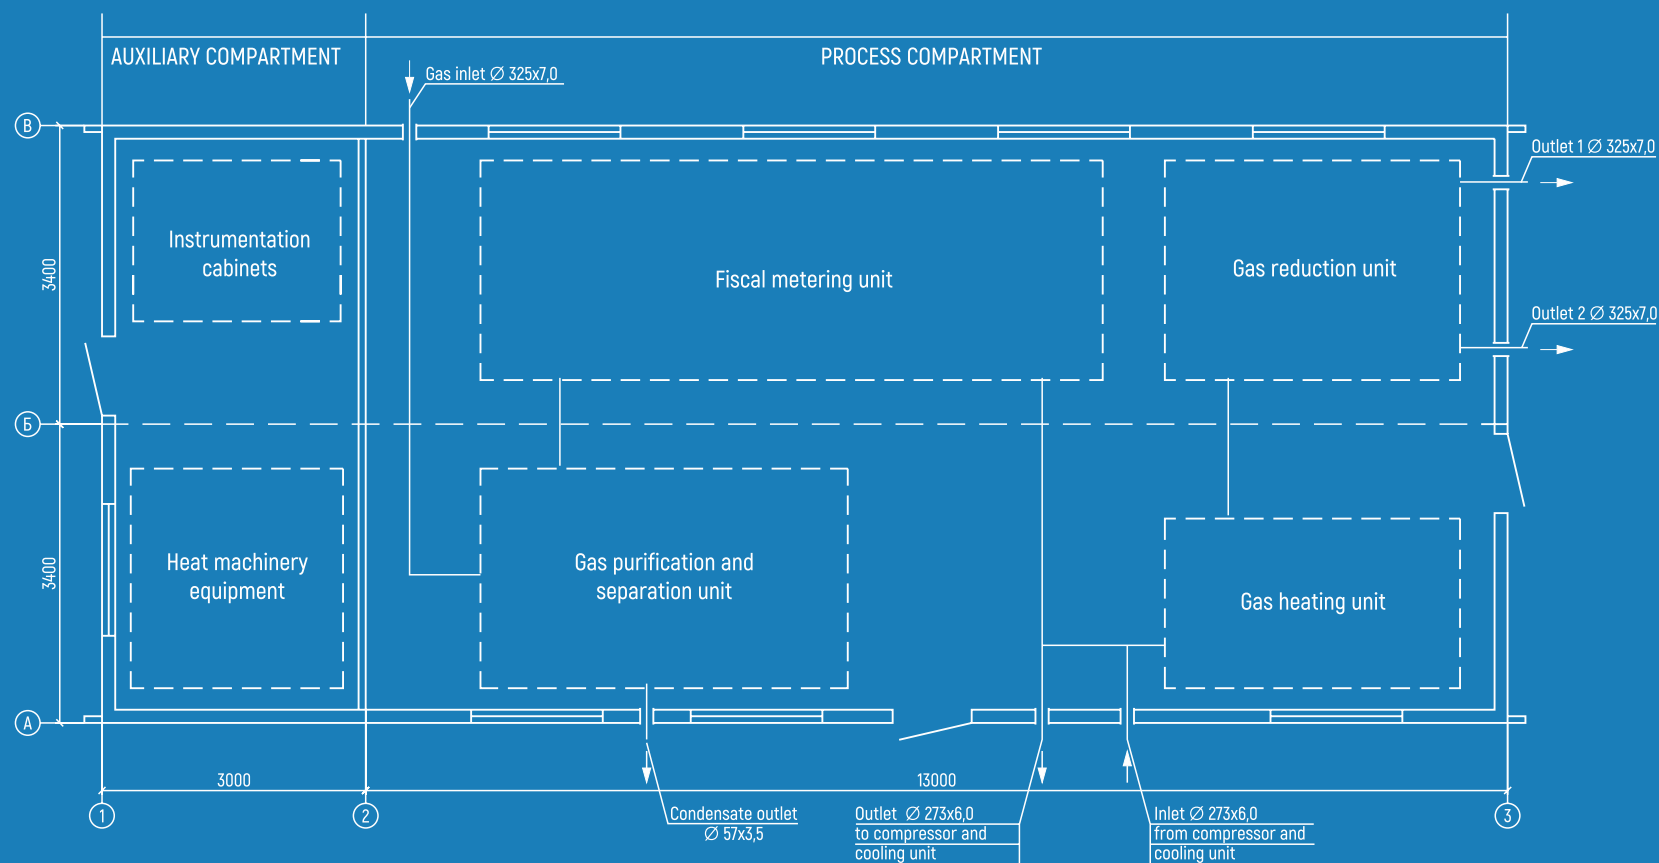 AUXILIARY COMPARTMENT
PROCESS COMPARTMENT
Gas inlet Ø 325x7,0
В
Outlet 1 Ø 325x7,0
Instrumentation
cabinets
Fiscal metering unit
Gas reduction unit
3400
Outlet 2 Ø 325x7,0
Б
Heat machinery
equipment
Gas purification and
separation unit
Gas heating unit
3400
А
3000
13000
1
2
3
Condensate outlet
Ø 57x3,5
Outlet Ø 273x6,0
to compressor and
cooling unit
Inlet Ø 273x6,0
from compressor and
cooling unit